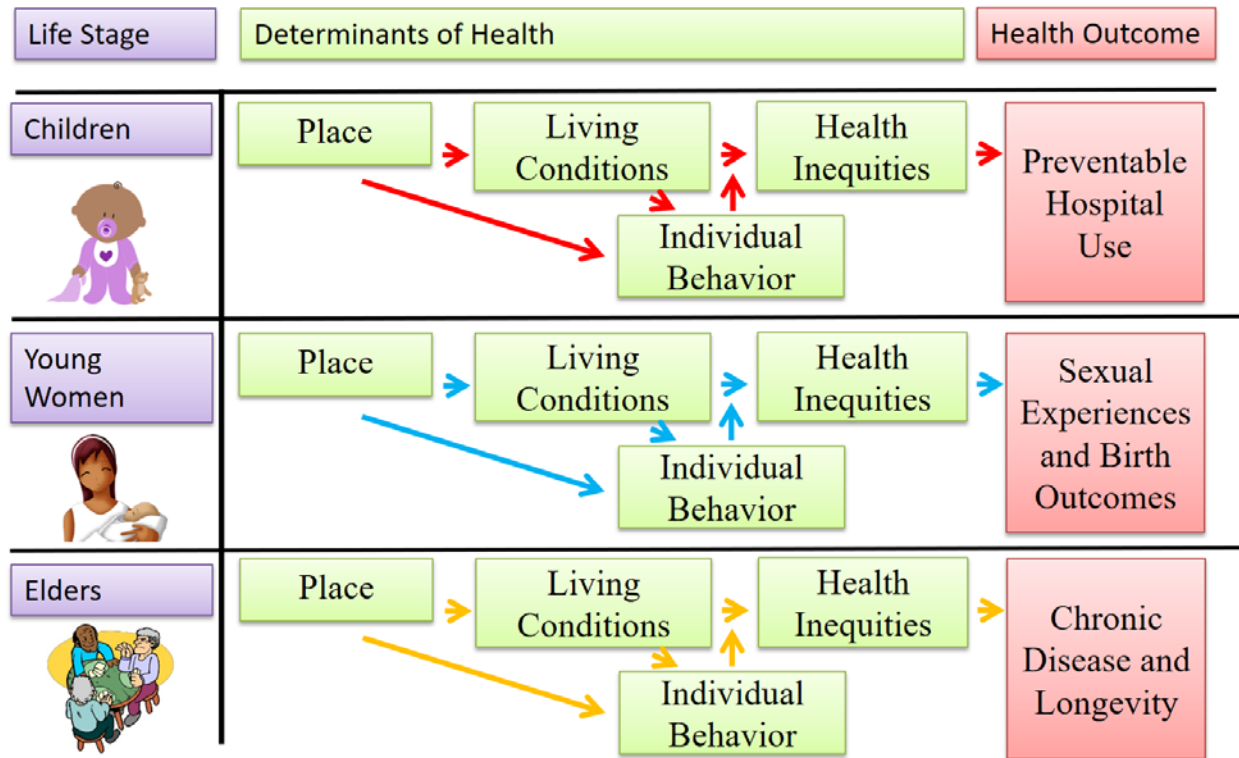 Life Stage
Determinants of Health
Health Outcome
Children
Place
Living
Conditions
Health
Inequities
Individual
Behavior
Preventable
Hospital
Use
Young
Women
Place
Living
Conditions
Health
Inequities
Individual
Behavior
Sexual
Experiences
and Birth
Outcomes
Elders
Place
Living
Conditions
Health
Inequities
Individual
Behavior
Chronic
Disease and
Longevity